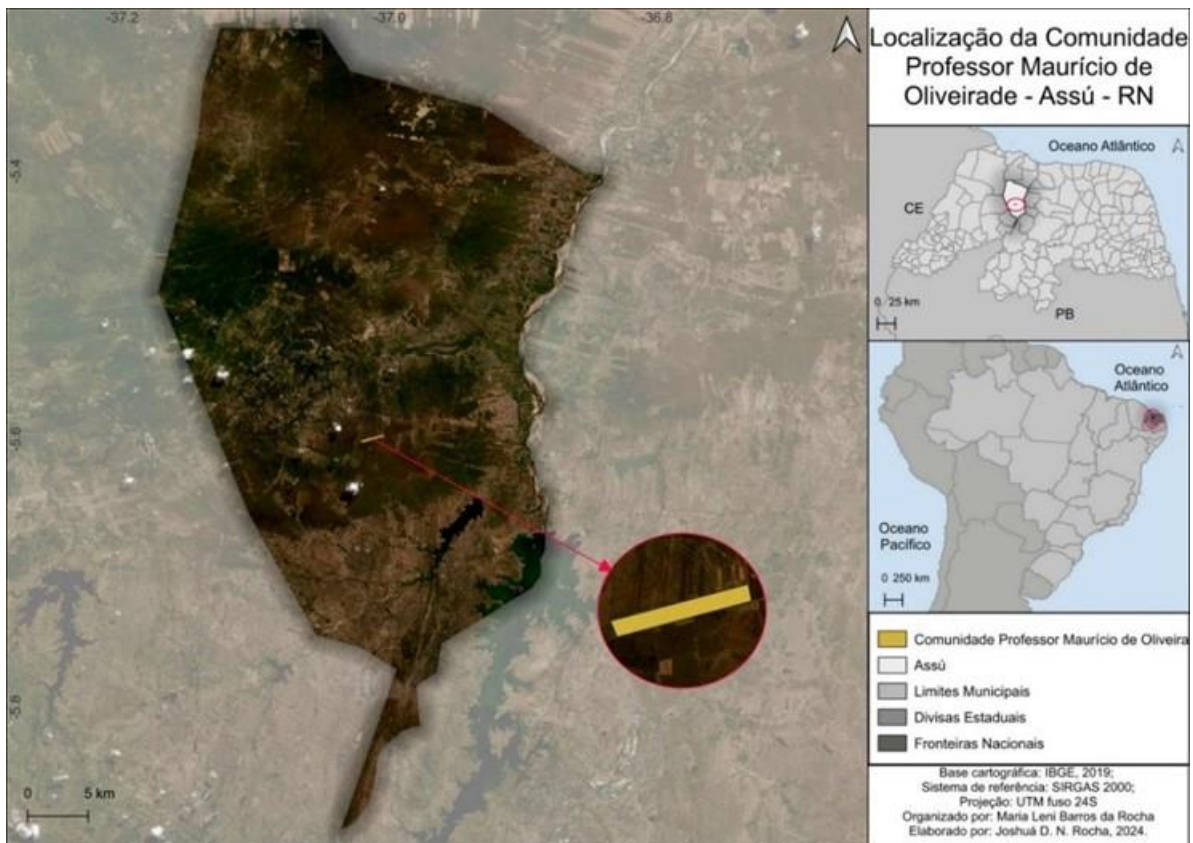 -37.2
-37.0
-36.8
-5.4
-5.6
-5.8
0 5 km
Localização da Comunidade
Professor Maurício de
Oliveirade - Assú - RN
Oceano Atlântico
CE
0 25 km
PB
Oceano
Atlântico
Oceano
Pacífico
0 250 km
Comunidade Professor Maurício de Oliveira
Assú
Limites Municipais
Divisas Estaduais
Fronteiras Nacionais
Base cartográfica: IBGE, 2019;
Sistema de referência: SIRGAS 2000;
Projeção: UTM fuso 24S
Organizado por: Maria Leni Barros da Rocha
Elaborado por: Joshuá D. N. Rocha, 2024.